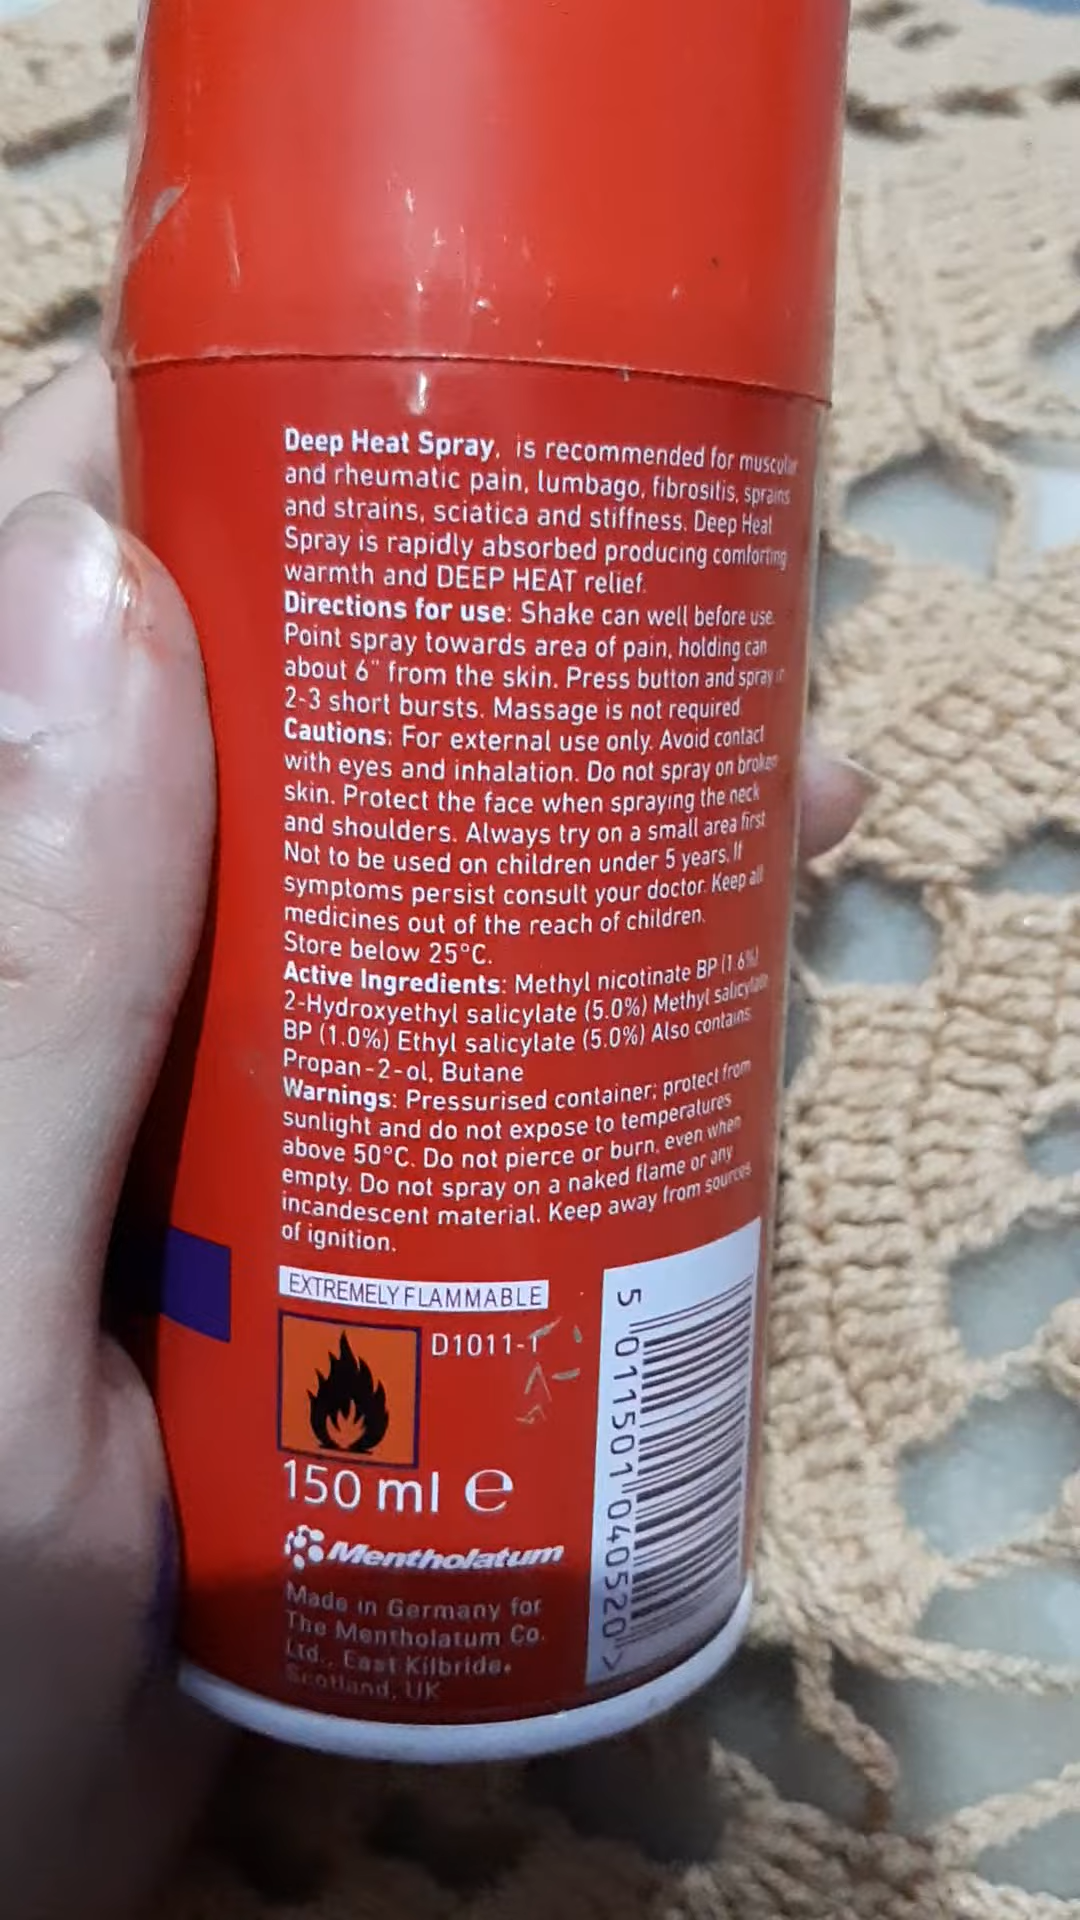 Deep Heat Spray, is recommended for muscular
and rheumatic pain, lumbago, fibrositis, sprains
and strains, sciatica and stiffness. Deep Heat
Spray is rapidly absorbed producing comforting
warmth and DEEP HEAT relief.
Directions for use: Shake can well before use.
Point spray towards area of pain, holding can
about 6" from the skin. Press button and spray in
2-3 short bursts. Massage is not required.
Cautions: For external use only. Avoid contact
with eyes and inhalation. Do not spray on broken
skin. Protect the face when spraying the neck
and shoulders. Always try on a small area first.
Not to be used on children under 5 years. If
symptoms persist consult your doctor. Keep all
medicines out of the reach of children.
Store below 25°C.
Active Ingredients: Methyl nicotinate BP (1.6%)
2-Hydroxyethyl salicylate (5.0%) Methyl salicylate
BP (1.0%) Ethyl salicylate (5.0%) Also contains
Propan-2-ol, Butane
Warnings: Pressurised container; protect from
sunlight and do not expose to temperatures
above 50°C. Do not pierce or burn, even when
empty. Do not spray on a naked flame or any
incandescent material. Keep away from sources
of ignition.
EXTREMELY FLAMMABLE
D1011-1
150 ml e
Mentholatum
Made in Germany for
The Mentholatum Co.
Ltd., East Kilbride,
Scotland, UK
5 011501 040520 >